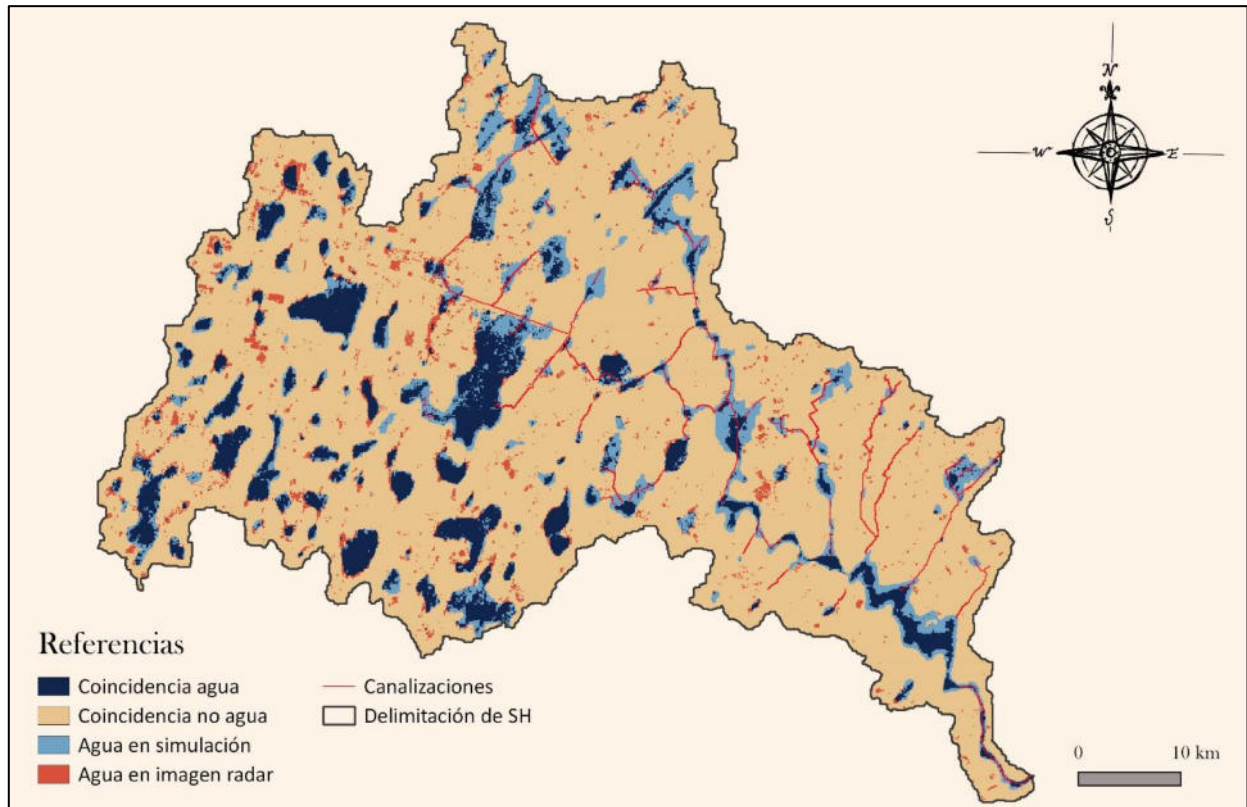 N
W E
S
Referencias
Coincidencia agua
Coincidencia no agua
Agua en simulación
Agua en imagen radar
Canalizaciones
Delimitación de SH
0 10 km